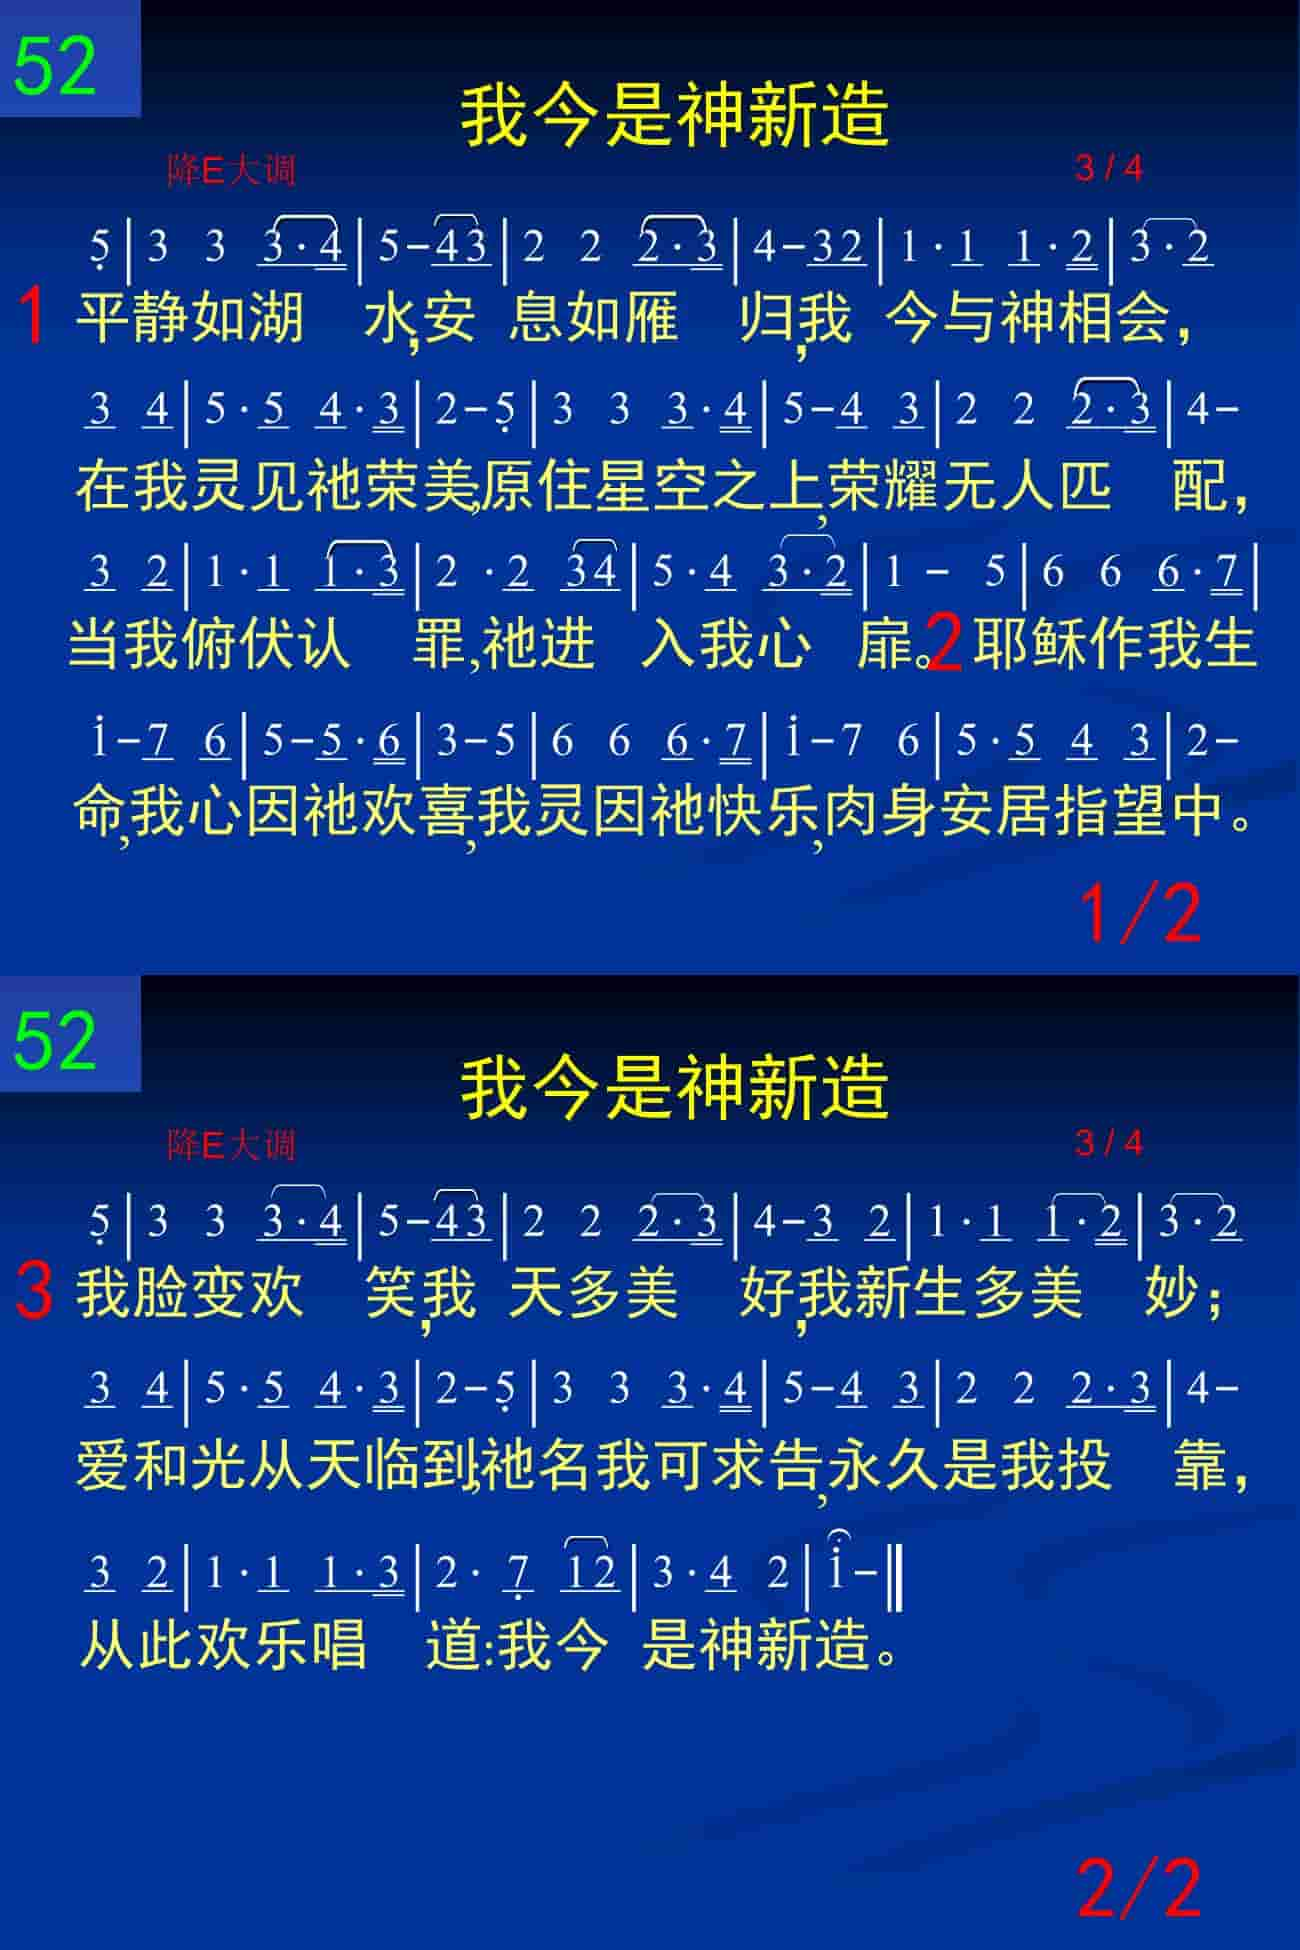 52
我今是神新造
降E大调 3/4
5̣ | 3 3 3·4 | 5-43 | 2 2 2·3 | 4-32 | 1·1 1·2 | 3·2
1 平静如湖 水,安 息如雁 归,我 今与神相会,
3 4 | 5·5 4·3 | 2-5̣ | 3 3 3·4 | 5-4 3 | 2 2 2·3 | 4-
在我灵见祂荣美,原住星空之上,荣耀无人匹 配,
3 2 | 1·1 1·3 | 2 ·2 34 | 5·4 3·2 | 1 - 5 | 6 6 6·7 |
当我俯伏认 罪,祂进 入我心 扉。2 耶稣作我生
i-7 6 | 5-5·6 | 3-5 | 6 6 6·7 | i-7 6 | 5·5 4 3 | 2-
命,我心因祂欢喜,我灵因祂快乐,肉身安居指望中。
1/2
52
我今是神新造
降E大调 3/4
5̣ | 3 3 3·4 | 5-43 | 2 2 2·3 | 4-3 2 | 1·1 1·2 | 3·2
3 我脸变欢 笑,我 天多美 好,我新生多美 妙;
3 4 | 5·5 4·3 | 2-5̣ | 3 3 3·4 | 5-4 3 | 2 2 2·3 | 4-
爱和光从天临到,祂名我可求告,永久是我投 靠,
3 2 | 1·1 1·3 | 2· 7̣ 12 | 3·4 2 | i-‖
从此欢乐唱 道:我今 是神新造。
2/2